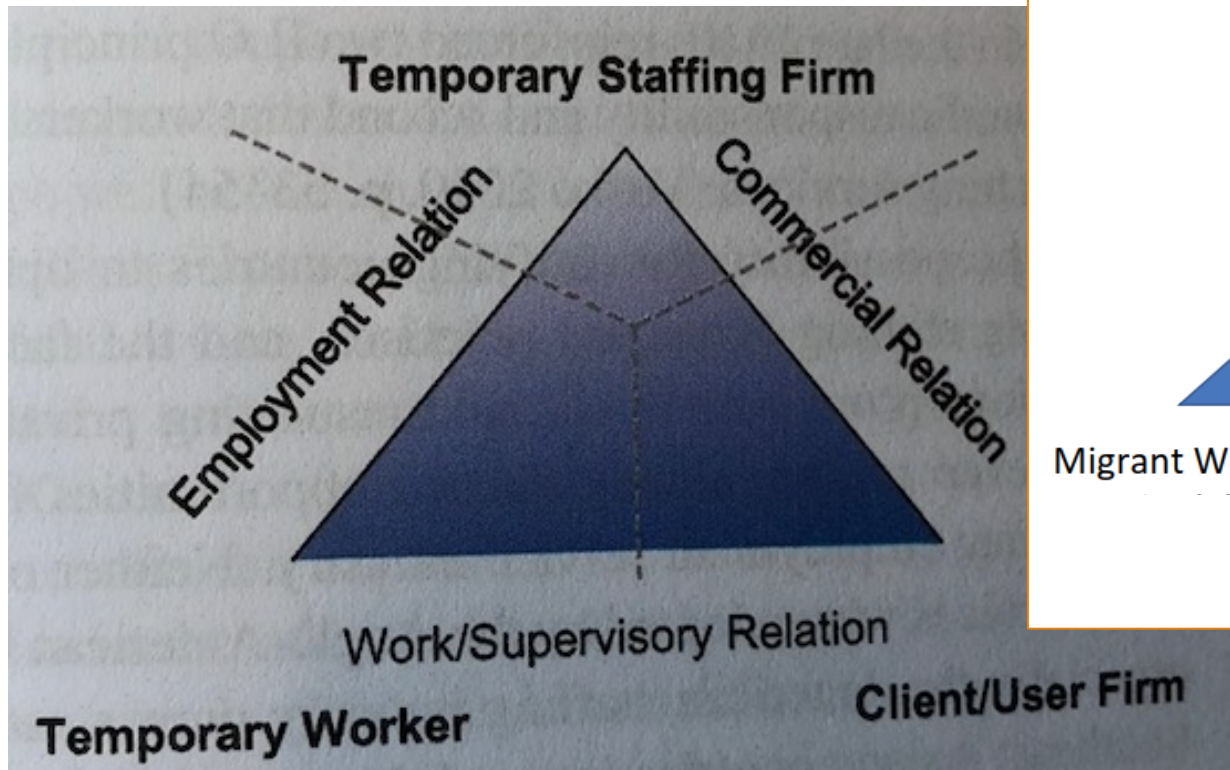 Temporary Staffing Firm
Employment Relation
Commercial Relation
Work/Supervisory Relation
Temporary Worker
Client/User Firm
Migrant W